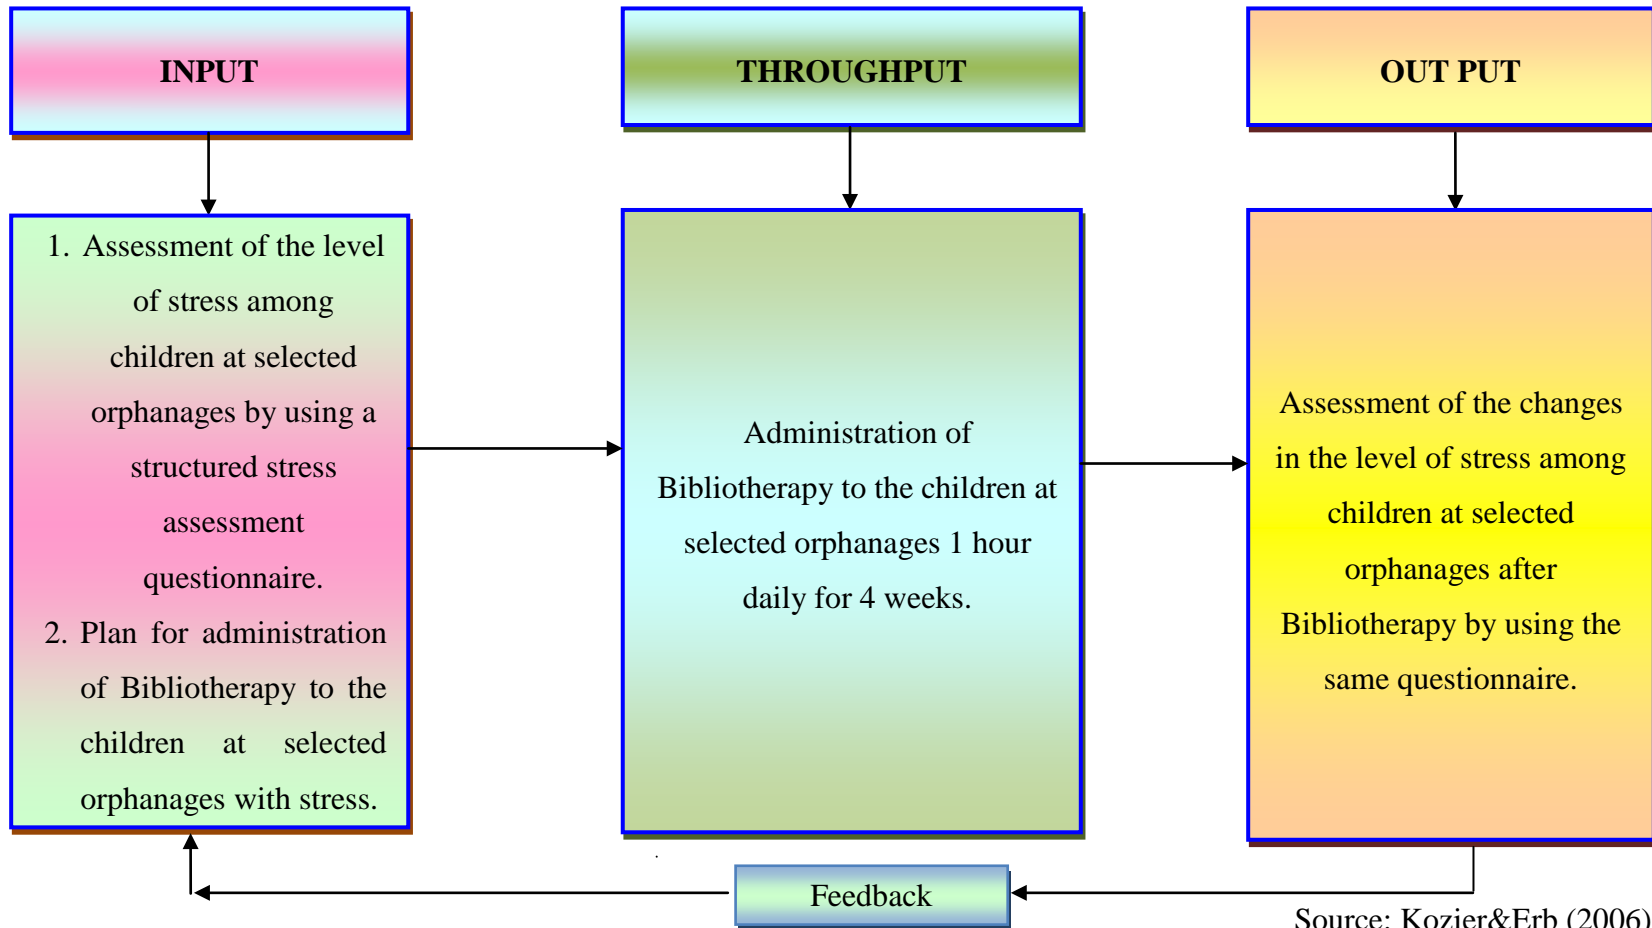 INPUT
THROUGHPUT
OUT PUT
1. Assessment of the level
of stress among
children at selected
orphanages by using a
structured stress
assessment
questionnaire.
2. Plan for administration
of Bibliotherapy to the
children at selected
orphanages with stress.
Administration of
Bibliotherapy to the children at
selected orphanages 1 hour
daily for 4 weeks.
Assessment of the changes
in the level of stress among
children at selected
orphanages after
Bibliotherapy by using the
same questionnaire.
Feedback
Source: Kozier&Erb (2006)